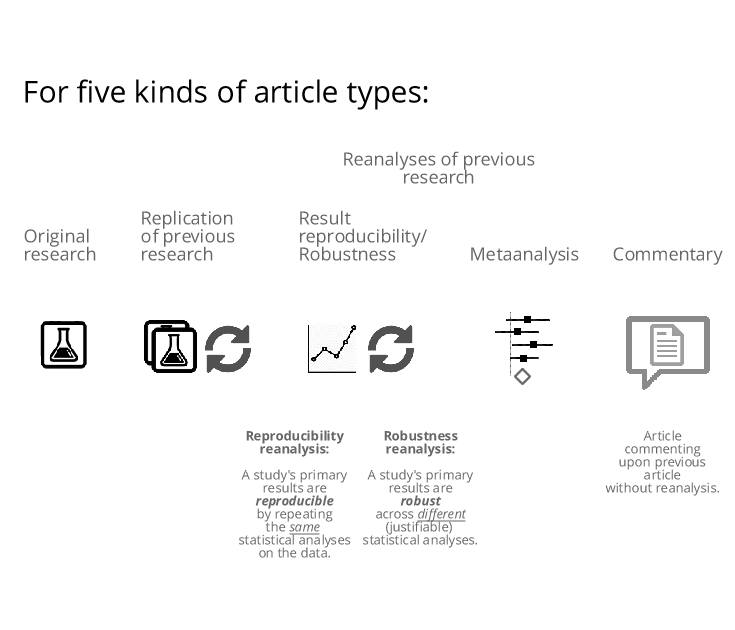 For five kinds of article types:
Reanalyses of previous
research
Original
research
Replication
of previous
research
Result
reproducibility/
Robustness
Metaanalysis
Commentary
Reproducibility
reanalysis:
A study's primary
results are
reproducible
by repeating
the same
statistical analyses
on the data.
Robustness
reanalysis:
A study's primary
results are
robust
across different
(justifiable)
statistical analyses.
Article
commenting
upon previous
article
without reanalysis.